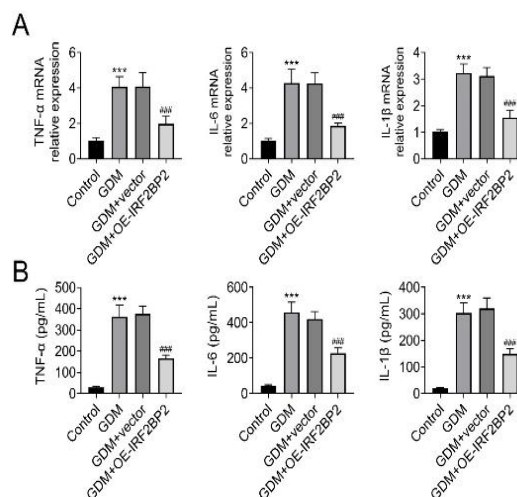 A
TNF-α mRNA
relative expression
6
4
2
0
***
###
Control
GDM
GDM+vector
GDM+OE-IRF2BP2
IL-6 mRNA
relative expression
6
4
2
0
***
###
Control
GDM
GDM+vector
GDM+OE-IRF2BP2
IL-1β mRNA
relative expression
4
3
2
1
0
***
###
Control
GDM
GDM+vector
GDM+OE-IRF2BP2
B
TNF-α (pg/mL)
500
400
300
200
100
0
***
###
Control
GDM
GDM+vector
GDM+OE-IRF2BP2
IL-6 (pg/mL)
600
400
200
0
***
###
Control
GDM
GDM+vector
GDM+OE-IRF2BP2
IL-1β (pg/mL)
400
300
200
100
0
***
###
Control
GDM
GDM+vector
GDM+OE-IRF2BP2